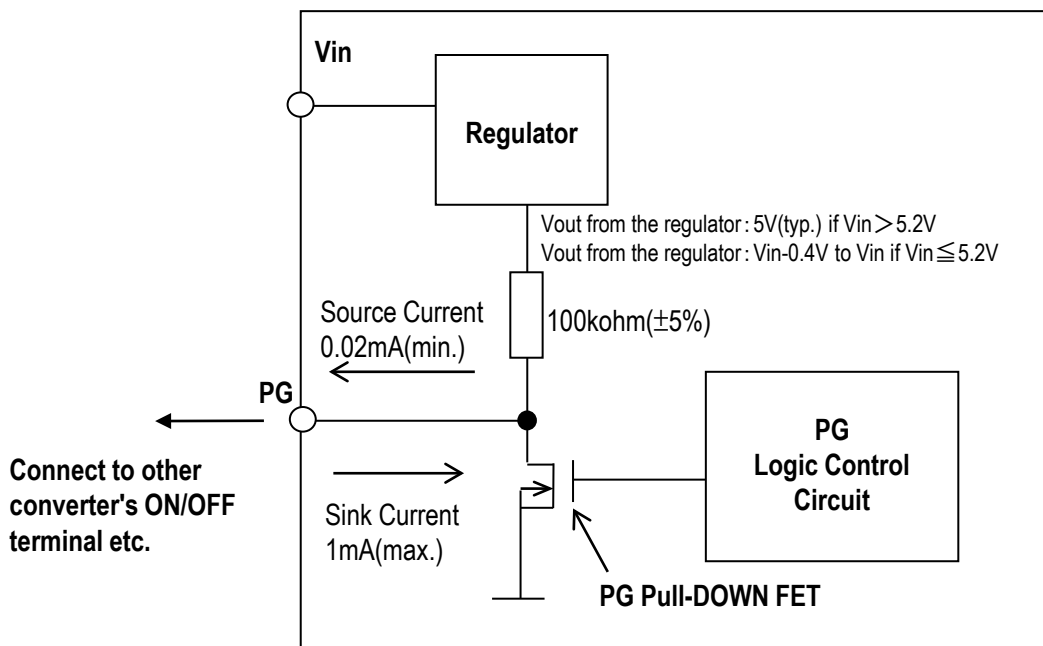 Vin
Regulator
Vout from the regulator：5V(typ.) if Vin＞5.2V
Vout from the regulator：Vin-0.4V to Vin if Vin≦5.2V
100kohm(±5%)
Source Current
0.02mA(min.)
PG
Connect to other
converter's ON/OFF
terminal etc.
Sink Current
1mA(max.)
PG
Logic Control
Circuit
PG Pull-DOWN FET